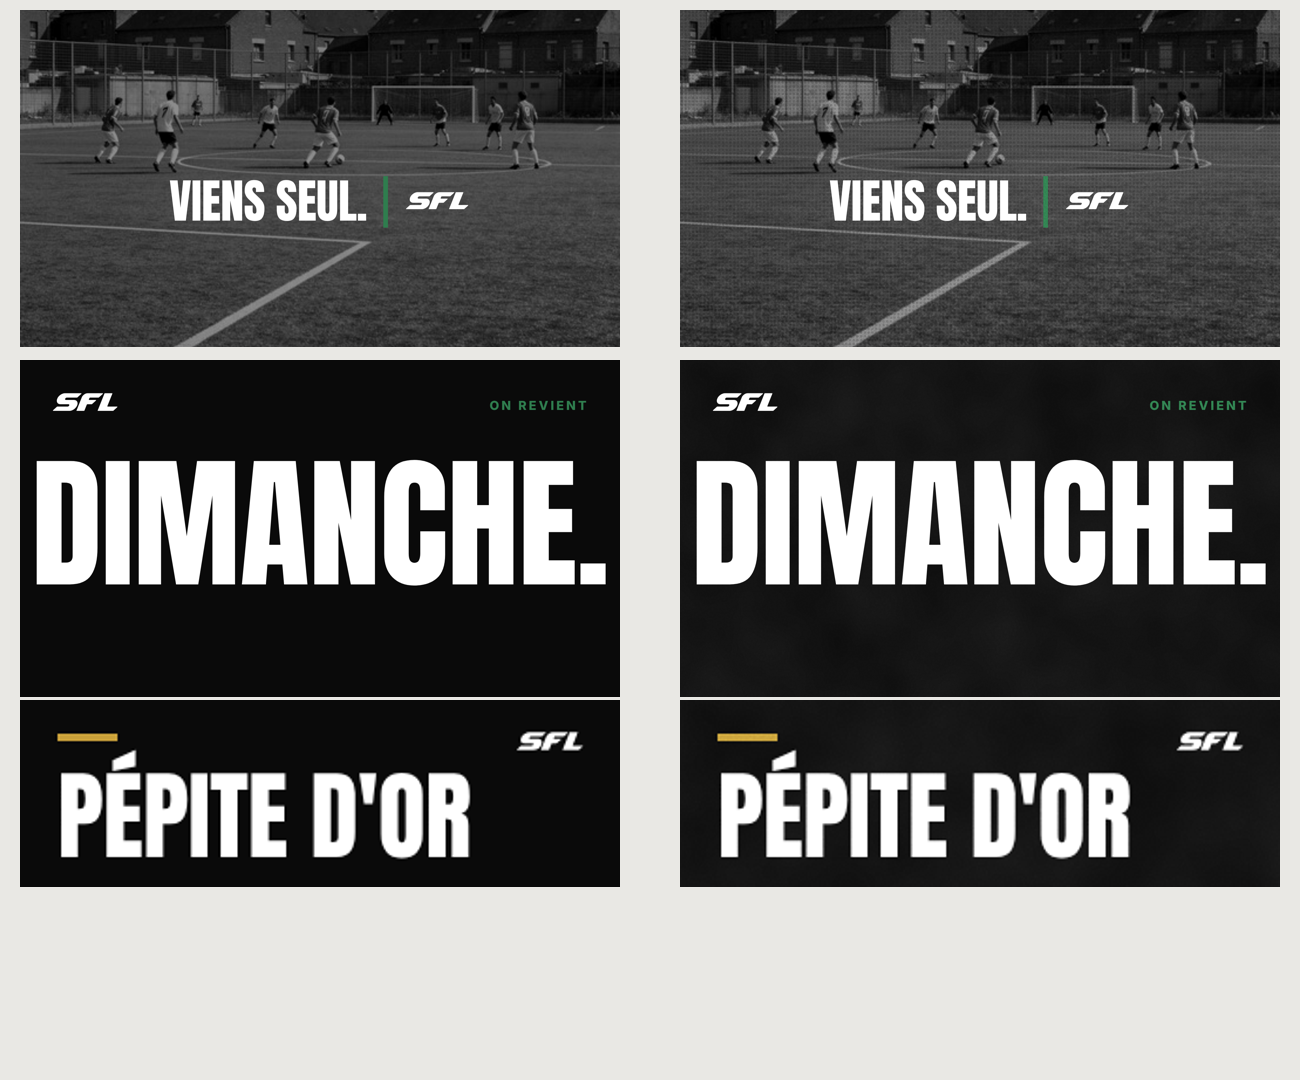 VIENS SEUL. SFL
VIENS SEUL. SFL
SFL ON REVIENT
DIMANCHE.
SFL ON REVIENT
DIMANCHE.
SFL
PÉPITE D'OR
SFL
PÉPITE D'OR